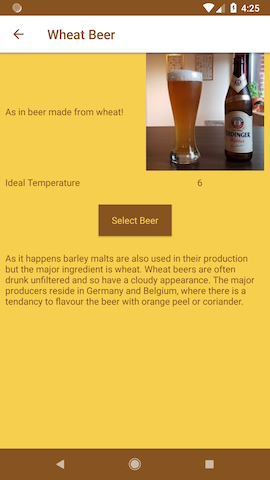 4:25
Wheat Beer
As in beer made from wheat!
ERDINGER
Ideal Temperature 6
Select Beer
As it happens barley malts are also used in their production
but the major ingredient is wheat. Wheat beers are often
drunk unfiltered and so have a cloudy appearance. The major
producers reside in Germany and Belgium, where there is a
tendancy to flavour the beer with orange peel or coriander.